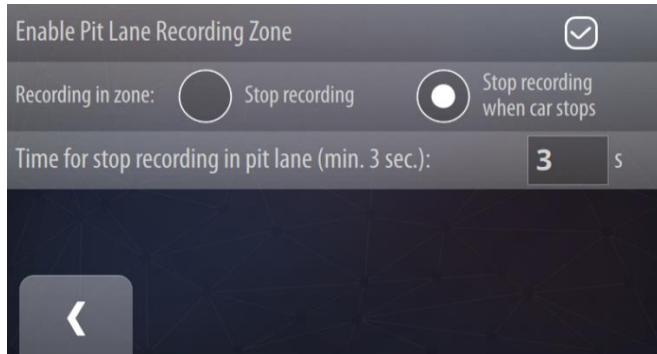 Enable Pit Lane Recording Zone
Recording in zone: Stop recording Stop recording
when car stops
Time for stop recording in pit lane (min. 3 sec.): 3 s